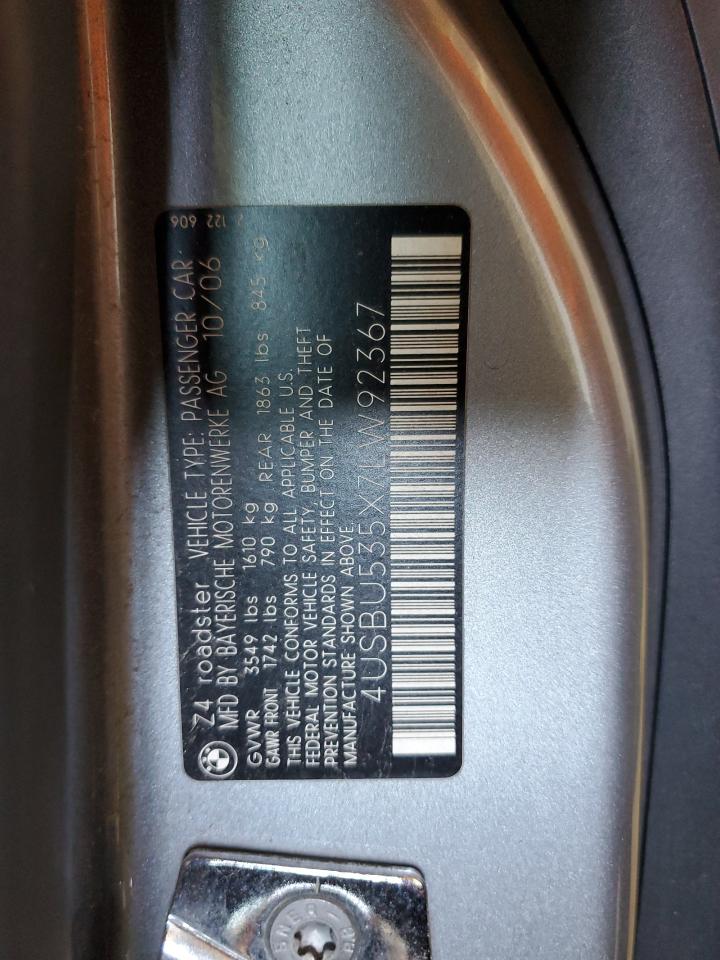 2 122 606
Z4 roadster VEHICLE TYPE: PASSENGER CAR
MFD BY BAYERISCHE MOTORENWERKE AG 10/06
GVWR 3549 lbs 1610 kg
GAWR FRONT 1742 lbs 790 kg REAR 1863 lbs 845 kg
THIS VEHICLE CONFORMS TO ALL APPLICABLE U.S.
FEDERAL MOTOR VEHICLE SAFETY, BUMPER AND THEFT
PREVENTION STANDARDS IN EFFECT ON THE DATE OF
MANUFACTURE SHOWN ABOVE.
4USBU535X7LW92367